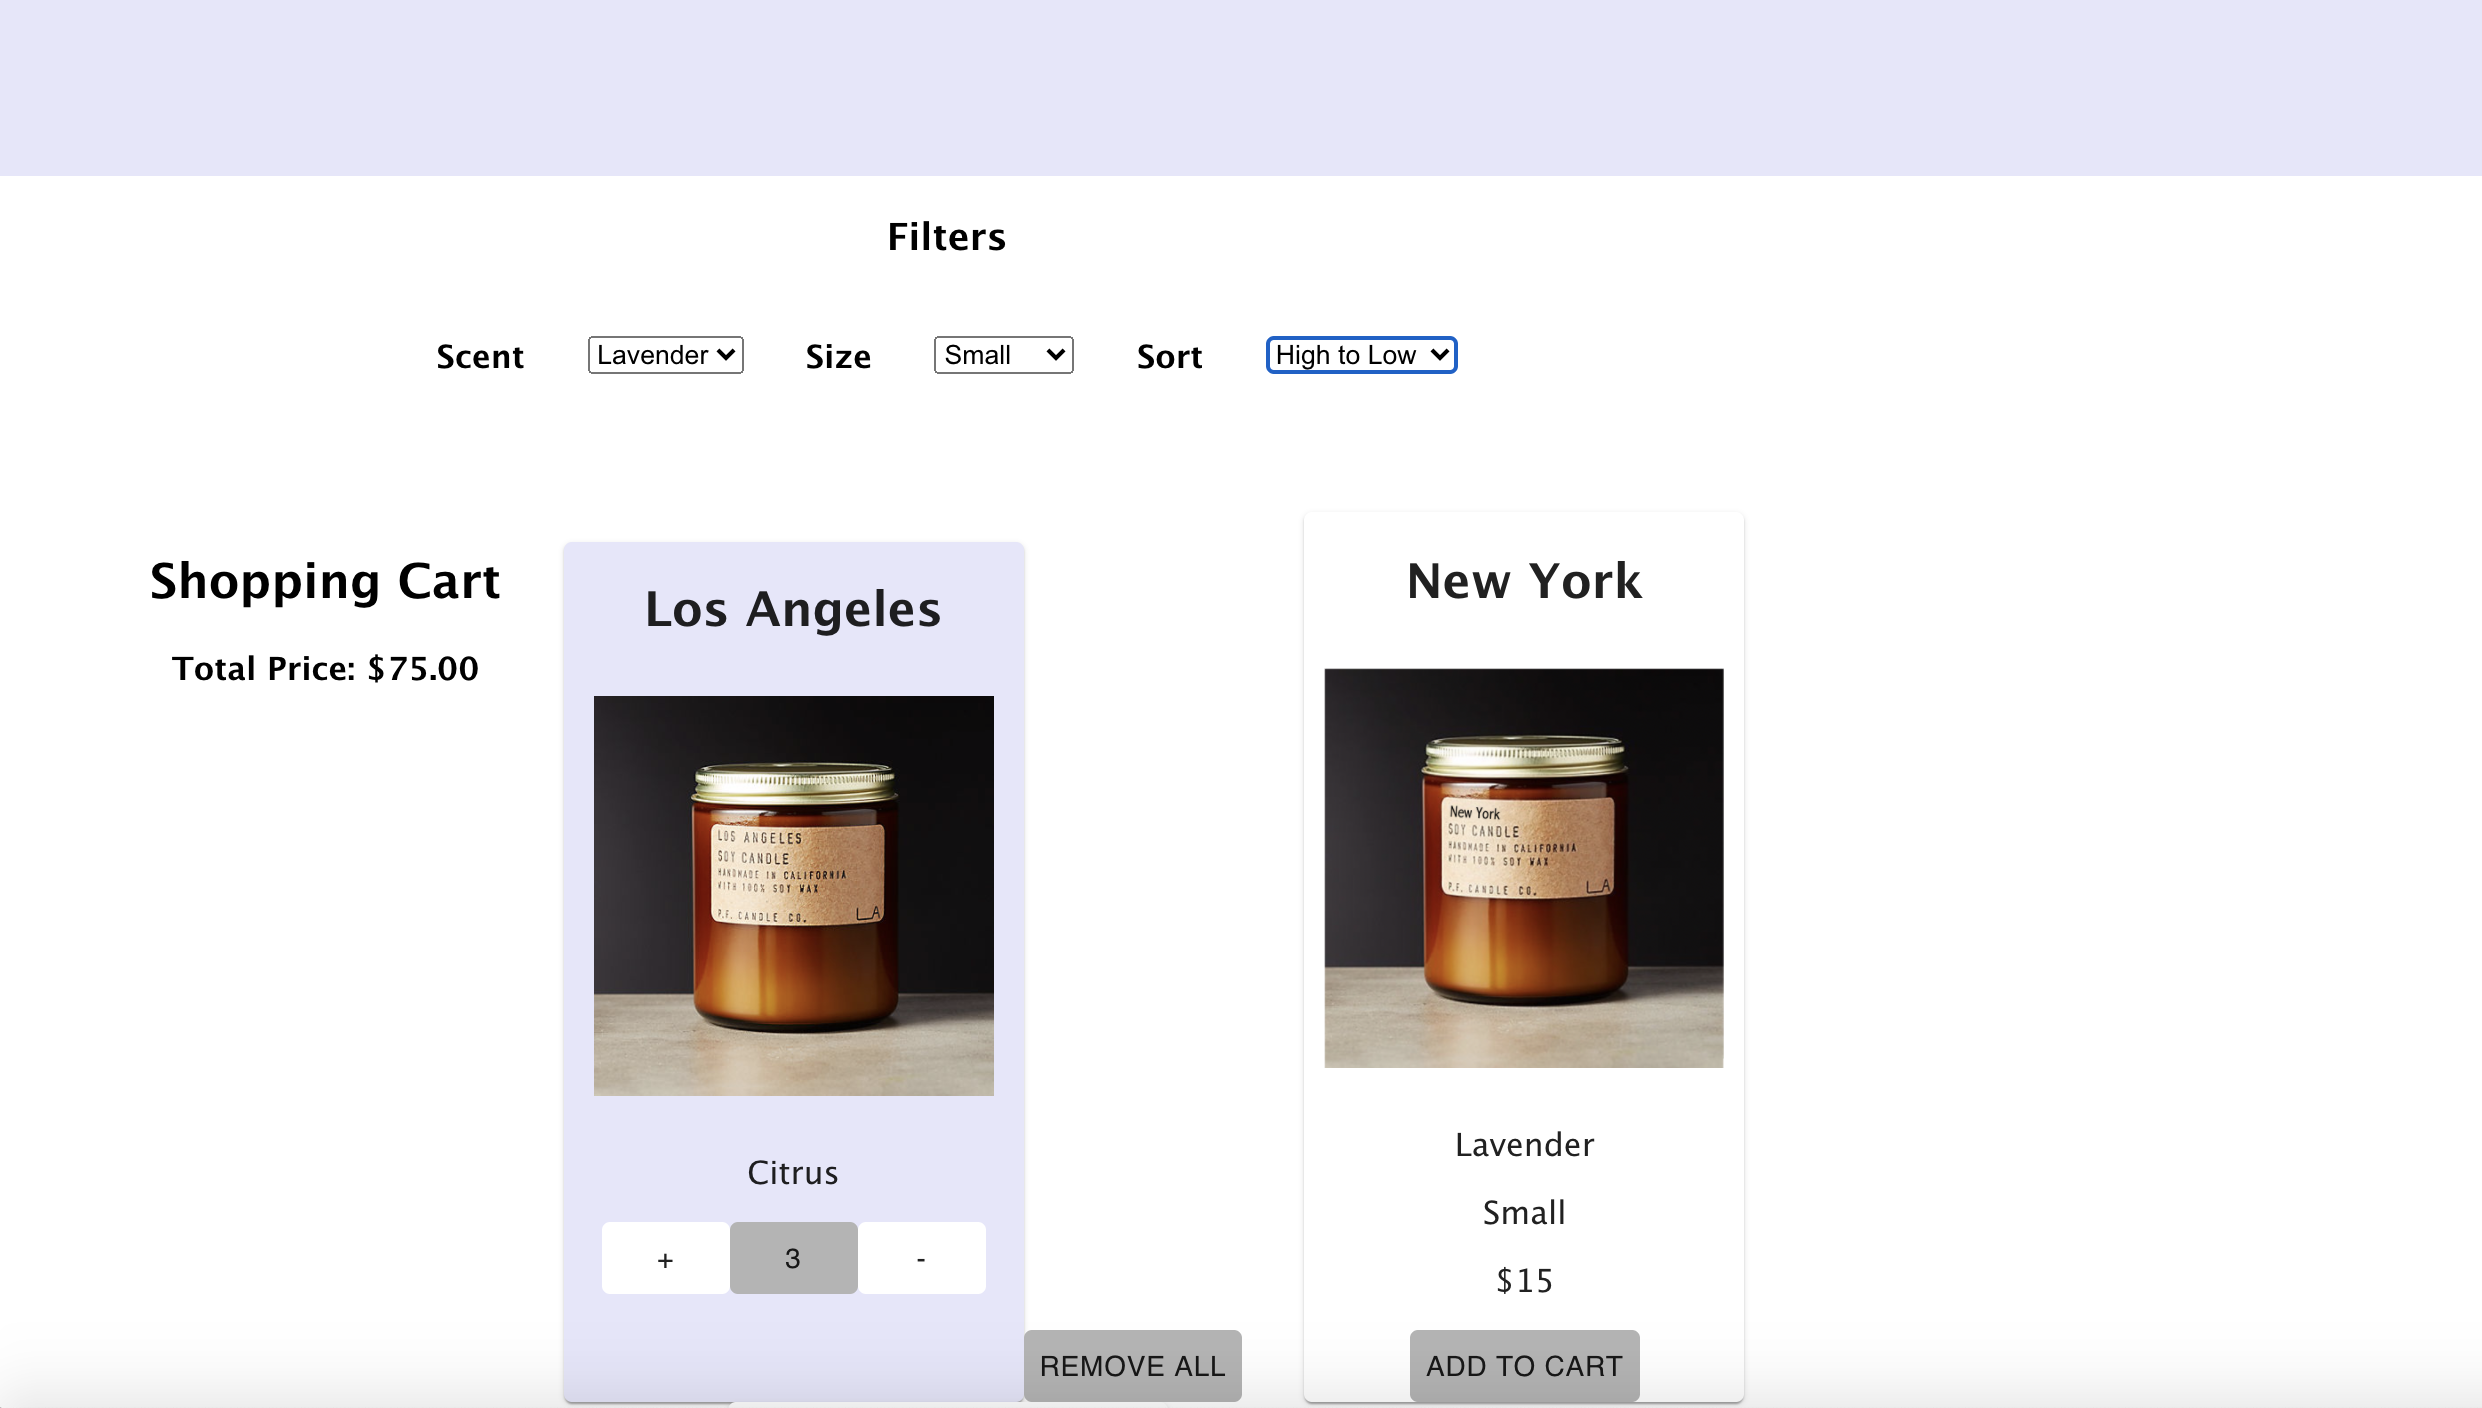 Filters
Scent Lavender Size Small Sort High to Low
Shopping Cart
Total Price: $75.00
Los Angeles
LOS ANGELES
SOY CANDLE
HANDMADE IN CALIFORNIA
WITH 100% SOY WAX
P.F. CANDLE CO. LA
Citrus
+ 3 -
REMOVE ALL
New York
New York
SOY CANDLE
HANDMADE IN CALIFORNIA
WITH 100% SOY WAX
P.F. CANDLE CO. LA
Lavender
Small
$15
ADD TO CART